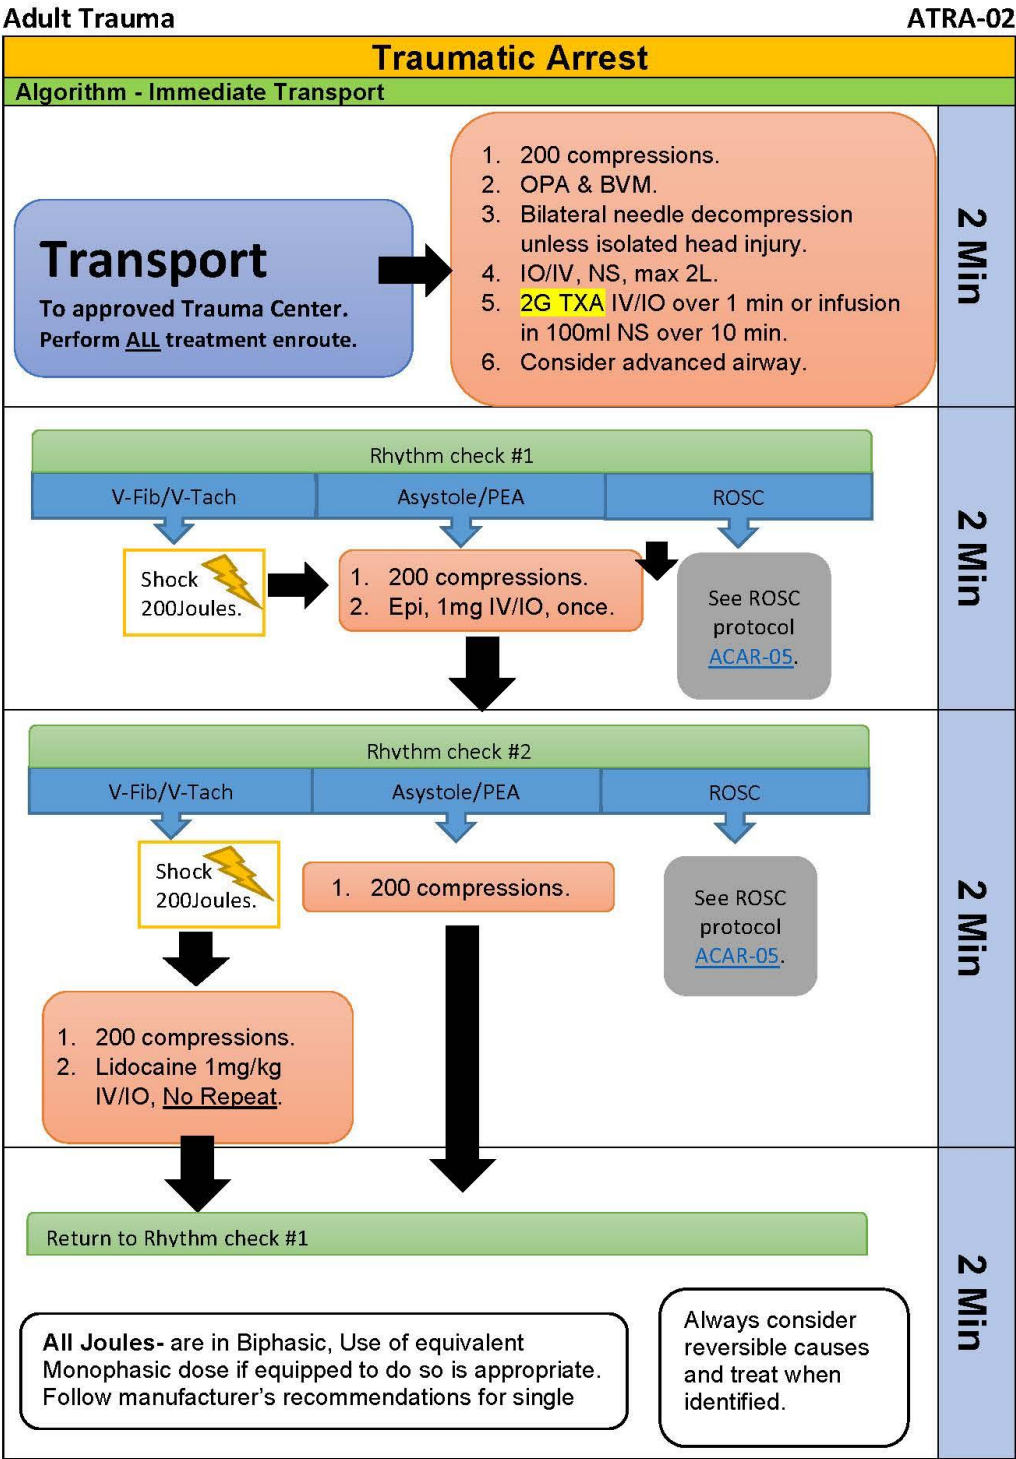 Adult Trauma
ATRA-02
Traumatic Arrest
Algorithm - Immediate Transport
Transport
To approved Trauma Center.
Perform ALL treatment enroute.
1. 200 compressions.
2. OPA & BVM.
3. Bilateral needle decompression
unless isolated head injury.
4. IO/IV, NS, max 2L.
5. 2G TXA IV/IO over 1 min or infusion
in 100ml NS over 10 min.
6. Consider advanced airway.
2 Min
Rhythm check #1
V-Fib/V-Tach
Asystole/PEA
ROSC
Shock
200Joules.
1. 200 compressions.
2. Epi, 1mg IV/IO, once.
See ROSC
protocol
ACAR-05.
2 Min
Rhythm check #2
V-Fib/V-Tach
Asystole/PEA
ROSC
Shock
200Joules.
1. 200 compressions.
See ROSC
protocol
ACAR-05.
1. 200 compressions.
2. Lidocaine 1mg/kg
IV/IO, No Repeat.
2 Min
Return to Rhythm check #1
All Joules- are in Biphasic, Use of equivalent
Monophasic dose if equipped to do so is appropriate.
Follow manufacturer's recommendations for single
Always consider
reversible causes
and treat when
identified.
2 Min